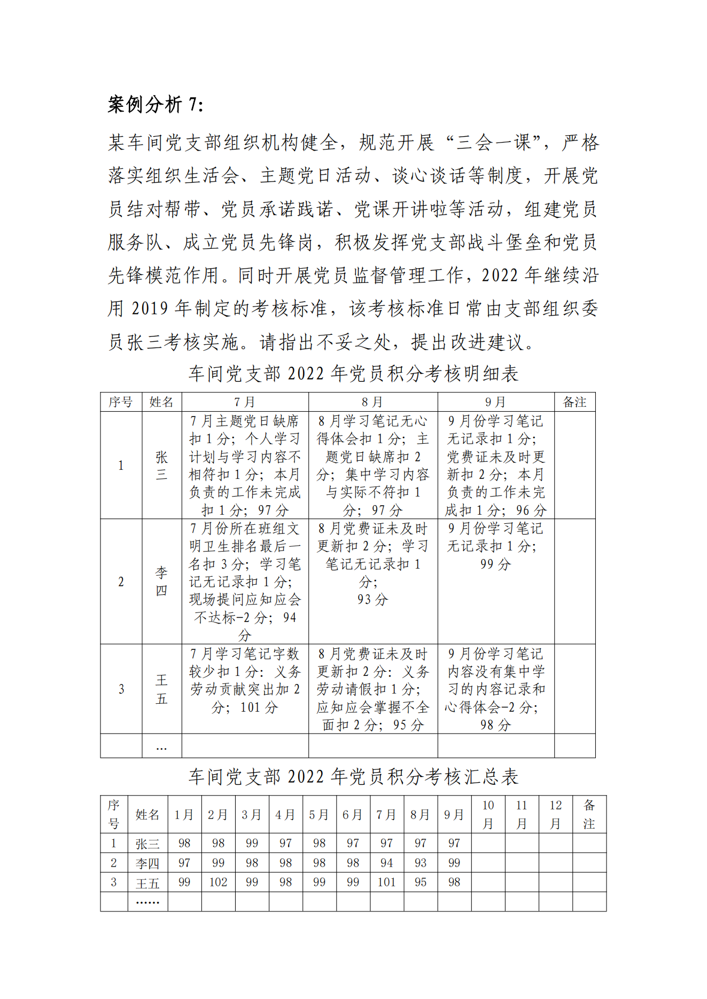 案例分析 7:
某车间党支部组织机构健全，规范开展“三会一课”，严格
落实组织生活会、主题党日活动、谈心谈话等制度，开展党
员结对帮带、党员承诺践诺、党课开讲啦等活动，组建党员
服务队、成立党员先锋岗，积极发挥党支部战斗堡垒和党员
先锋模范作用。同时开展党员监督管理工作，2022 年继续沿
用 2019 年制定的考核标准，该考核标准日常由支部组织委
员张三考核实施。请指出不妥之处，提出改进建议。
车间党支部 2022 年党员积分考核明细表
序号 姓名 7 月 8 月 9 月 备注
1
张
三
7 月主题党日缺席
扣 1 分；个人学习
计划与学习内容不
相符扣 1 分；本月
负责的工作未完成
扣 1 分；97 分
8 月学习笔记无心
得体会扣 1 分；主
题党日缺席扣 2
分；集中学习内容
与实际不符扣 1
分；97 分
9 月份学习笔记
无记录扣 1 分；
党费证未及时更
新扣 2 分；本月
负责的工作未完
成扣 1 分；96 分
2
李
四
7 月份所在班组文
明卫生排名最后一
名扣 3 分；学习笔
记无记录扣 1 分；
现场提问应知应会
不达标-2 分；94
分
8 月党费证未及时
更新扣 2 分；学习
笔记无记录扣 1
分；
93 分
9 月份学习笔记
无记录扣 1 分；
99 分
3
王
五
7 月学习笔记字数
较少扣 1 分：义务
劳动贡献突出加 2
分；101 分
8 月党费证未及时
更新扣 2 分：义务
劳动请假扣 1 分；
应知应会掌握不全
面扣 2 分；95 分
9 月份学习笔记
内容没有集中学
习的内容记录和
心得体会-2 分；
98 分
…
车间党支部 2022 年党员积分考核汇总表
序号 姓名 1 月 2 月 3 月 4 月 5 月 6 月 7 月 8 月 9 月 10 月 11 月 12 月 备注
1 张三 98 98 99 97 98 97 97 97 97
2 李四 97 99 98 98 98 98 94 93 99
3 王五 99 102 99 98 99 99 101 95 98
……